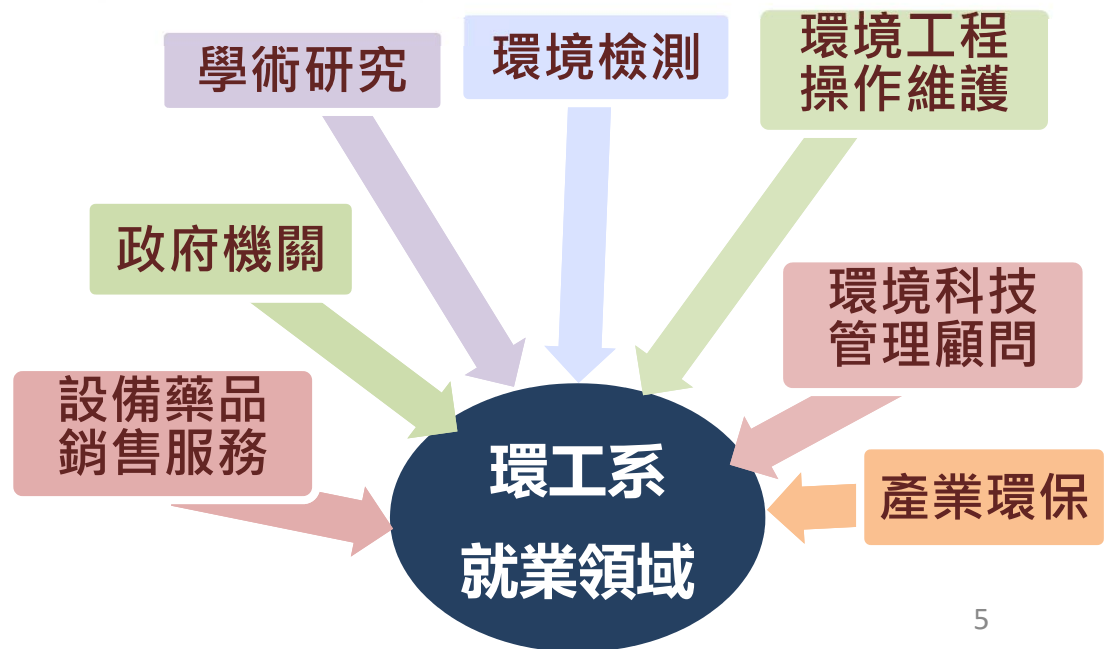 學術研究
環境檢測
環境工程
操作維護
政府機關
環境科技
管理顧問
設備藥品
銷售服務
產業環保
環工系
就業領域
5